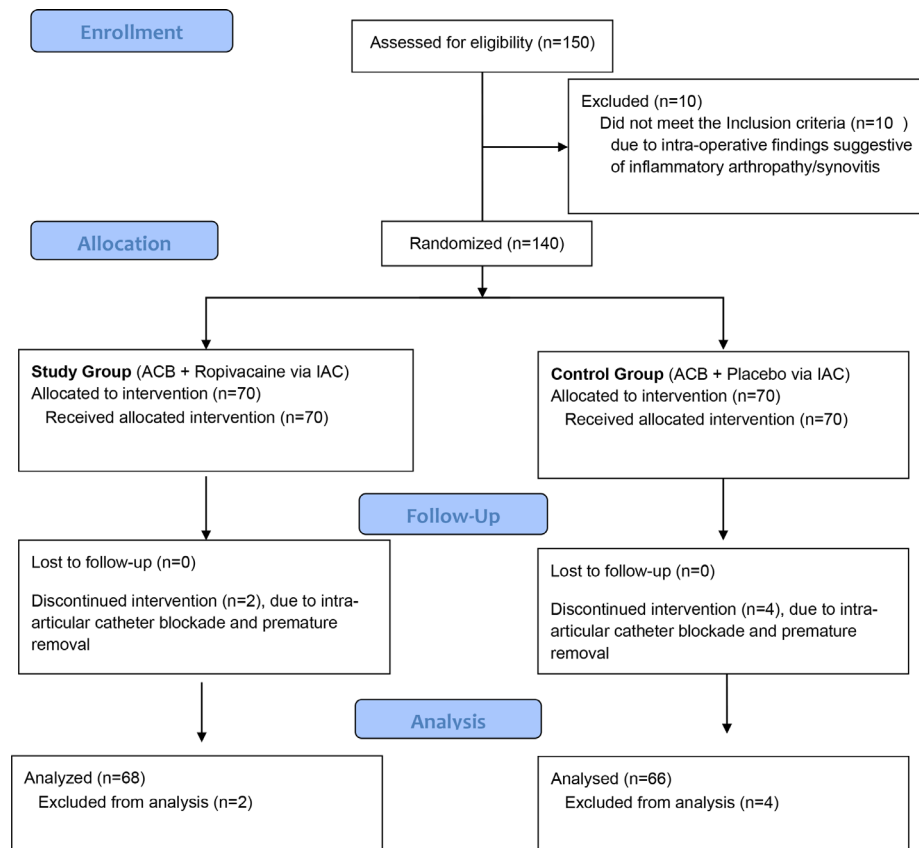 Enrollment
Assessed for eligibility (n=150)
Excluded (n=10)
Did not meet the Inclusion criteria (n=10  )
due to intra-operative findings suggestive
of inflammatory arthropathy/synovitis
Allocation
Randomized (n=140)
Study Group (ACB + Ropivacaine via IAC)
Allocated to intervention (n=70)
Received allocated intervention (n=70)
Control Group (ACB + Placebo via IAC)
Allocated to intervention (n=70)
Received allocated intervention (n=70)
Follow-Up
Lost to follow-up (n=0)
Discontinued intervention (n=2), due to intra-
articular catheter blockade and premature
removal
Lost to follow-up (n=0)
Discontinued intervention (n=4), due to intra-
articular catheter blockade and premature
removal
Analysis
Analyzed (n=68)
Excluded from analysis (n=2)
Analysed (n=66)
Excluded from analysis (n=4)